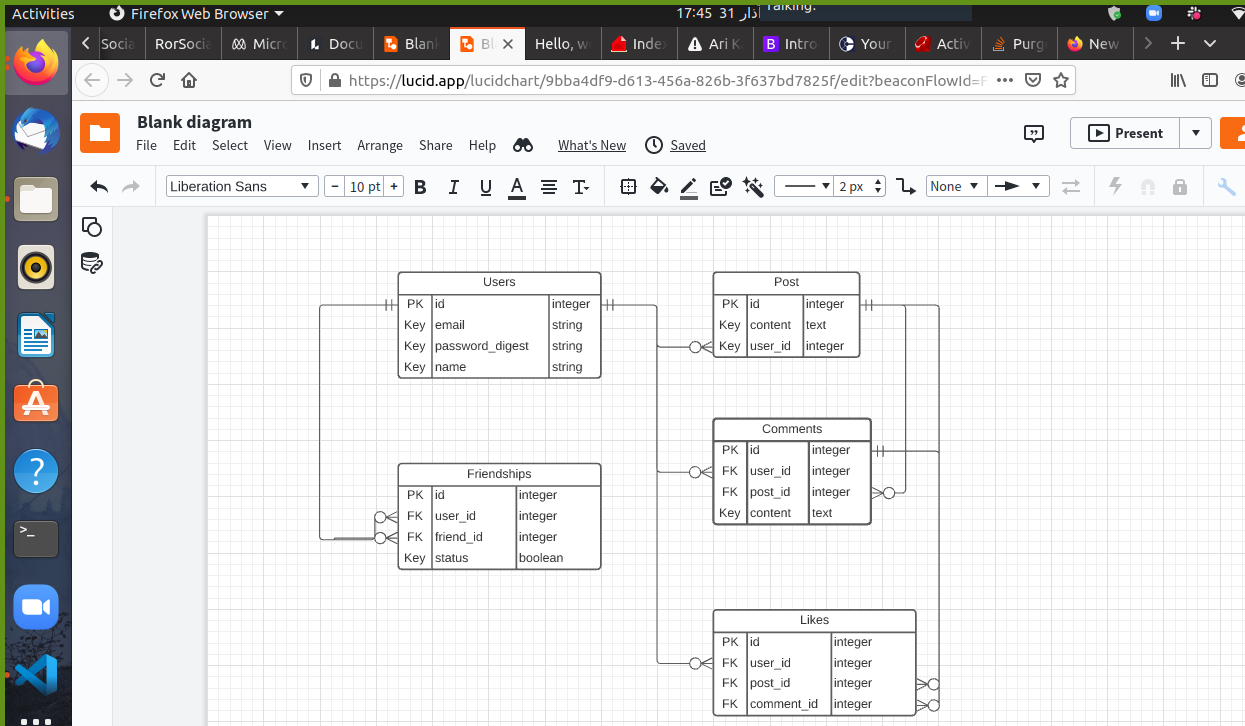 Activities Firefox Web Browser 17:45 31 آذار Talking:
Socia RorSocia Micro Docu Blank Bl Hello, w Index Ari K Intro Your Activ Purg New
https://lucid.app/lucidchart/9bba4df9-d613-456a-826b-3f637bd7825f/edit?beaconFlowId=F
Blank diagram
File Edit Select View Insert Arrange Share Help What's New Saved
Present
Liberation Sans − 10 pt + B I U A T 2 px None
Users
PK id integer
Key email string
Key password_digest string
Key name string
Post
PK id integer
Key content text
Key user_id integer
Friendships
PK id integer
FK user_id integer
FK friend_id integer
Key status boolean
Comments
PK id integer
FK user_id integer
FK post_id integer
Key content text
Likes
PK id integer
FK user_id integer
FK post_id integer
FK comment_id integer